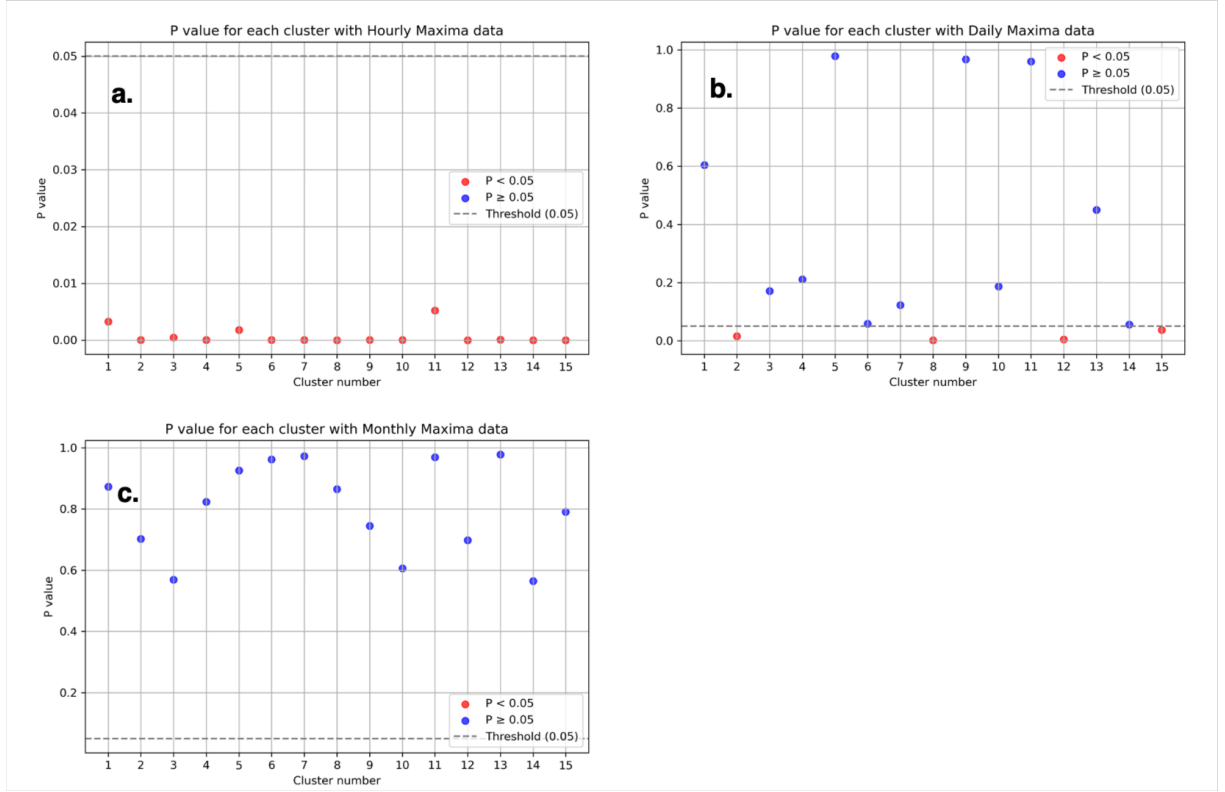 P value for each cluster with Hourly Maxima data
a.
0.05
0.04
0.03
0.02
0.01
0.00
P value
P < 0.05
P ≥ 0.05
Threshold (0.05)
1 2 3 4 5 6 7 8 9 10 11 12 13 14 15
Cluster number
P value for each cluster with Daily Maxima data
b.
1.0
0.8
0.6
0.4
0.2
0.0
P value
P < 0.05
P ≥ 0.05
Threshold (0.05)
1 2 3 4 5 6 7 8 9 10 11 12 13 14 15
Cluster number
P value for each cluster with Monthly Maxima data
c.
1.0
0.8
0.6
0.4
0.2
P value
P < 0.05
P ≥ 0.05
Threshold (0.05)
1 2 3 4 5 6 7 8 9 10 11 12 13 14 15
Cluster number